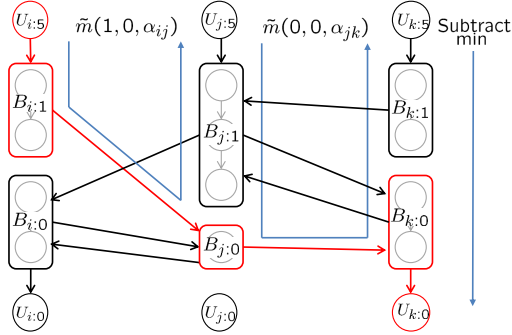 U_{i:5} m̃(1, 0, α_{ij}) U_{j:5} m̃(0, 0, α_{jk}) U_{k:5} Subtract
min
B_{i:1} B_{j:1} B_{k:1}
B_{i:0} B_{j:0} B_{k:0}
U_{i:0} U_{j:0} U_{k:0}